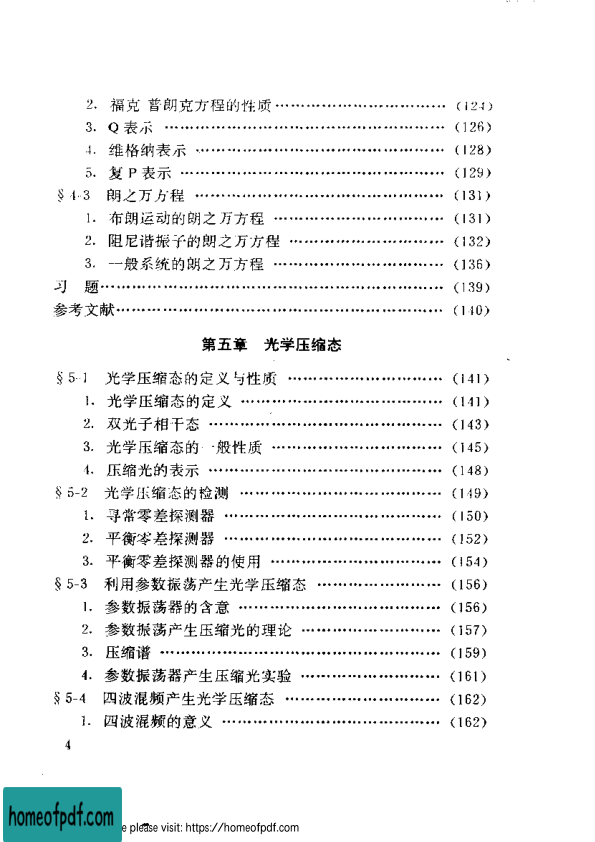 2. 福克 普朗克方程的性质 …………………………… (124)
3. Q 表示 …………………………………………… (126)
4. 维格纳表示 ……………………………………… (128)
5. 复 P 表示 ………………………………………… (129)
§ 4-3 朗之万方程 ……………………………………… (131)
1. 布朗运动的朗之万方程 ………………………… (131)
2. 阻尼谐振子的朗之万方程 ……………………… (132)
3. 一般系统的朗之万方程 ………………………… (136)
习 题………………………………………………………… (139)
参考文献……………………………………………………… (140)
第五章 光学压缩态
§ 5-1 光学压缩态的定义与性质 ……………………… (141)
1. 光学压缩态的定义 ……………………………… (141)
2. 双光子相干态 …………………………………… (143)
3. 光学压缩态的一般性质 ………………………… (145)
4. 压缩光的表示 …………………………………… (148)
§ 5-2 光学压缩态的检测 ……………………………… (149)
1. 寻常零差探测器 ………………………………… (150)
2. 平衡零差探测器 ………………………………… (152)
3. 平衡零差探测器的使用 ………………………… (154)
§ 5-3 利用参数振荡产生光学压缩态 ………………… (156)
1. 参数振荡器的含意 ……………………………… (156)
2. 参数振荡产生压缩光的理论 …………………… (157)
3. 压缩谱 …………………………………………… (159)
4. 参数振荡器产生压缩光实验 …………………… (161)
§ 5-4 四波混频产生光学压缩态 ……………………… (162)
1. 四波混频的意义 ………………………………… (162)
4
homeofpdf.com
e please visit: https://homeofpdf.com